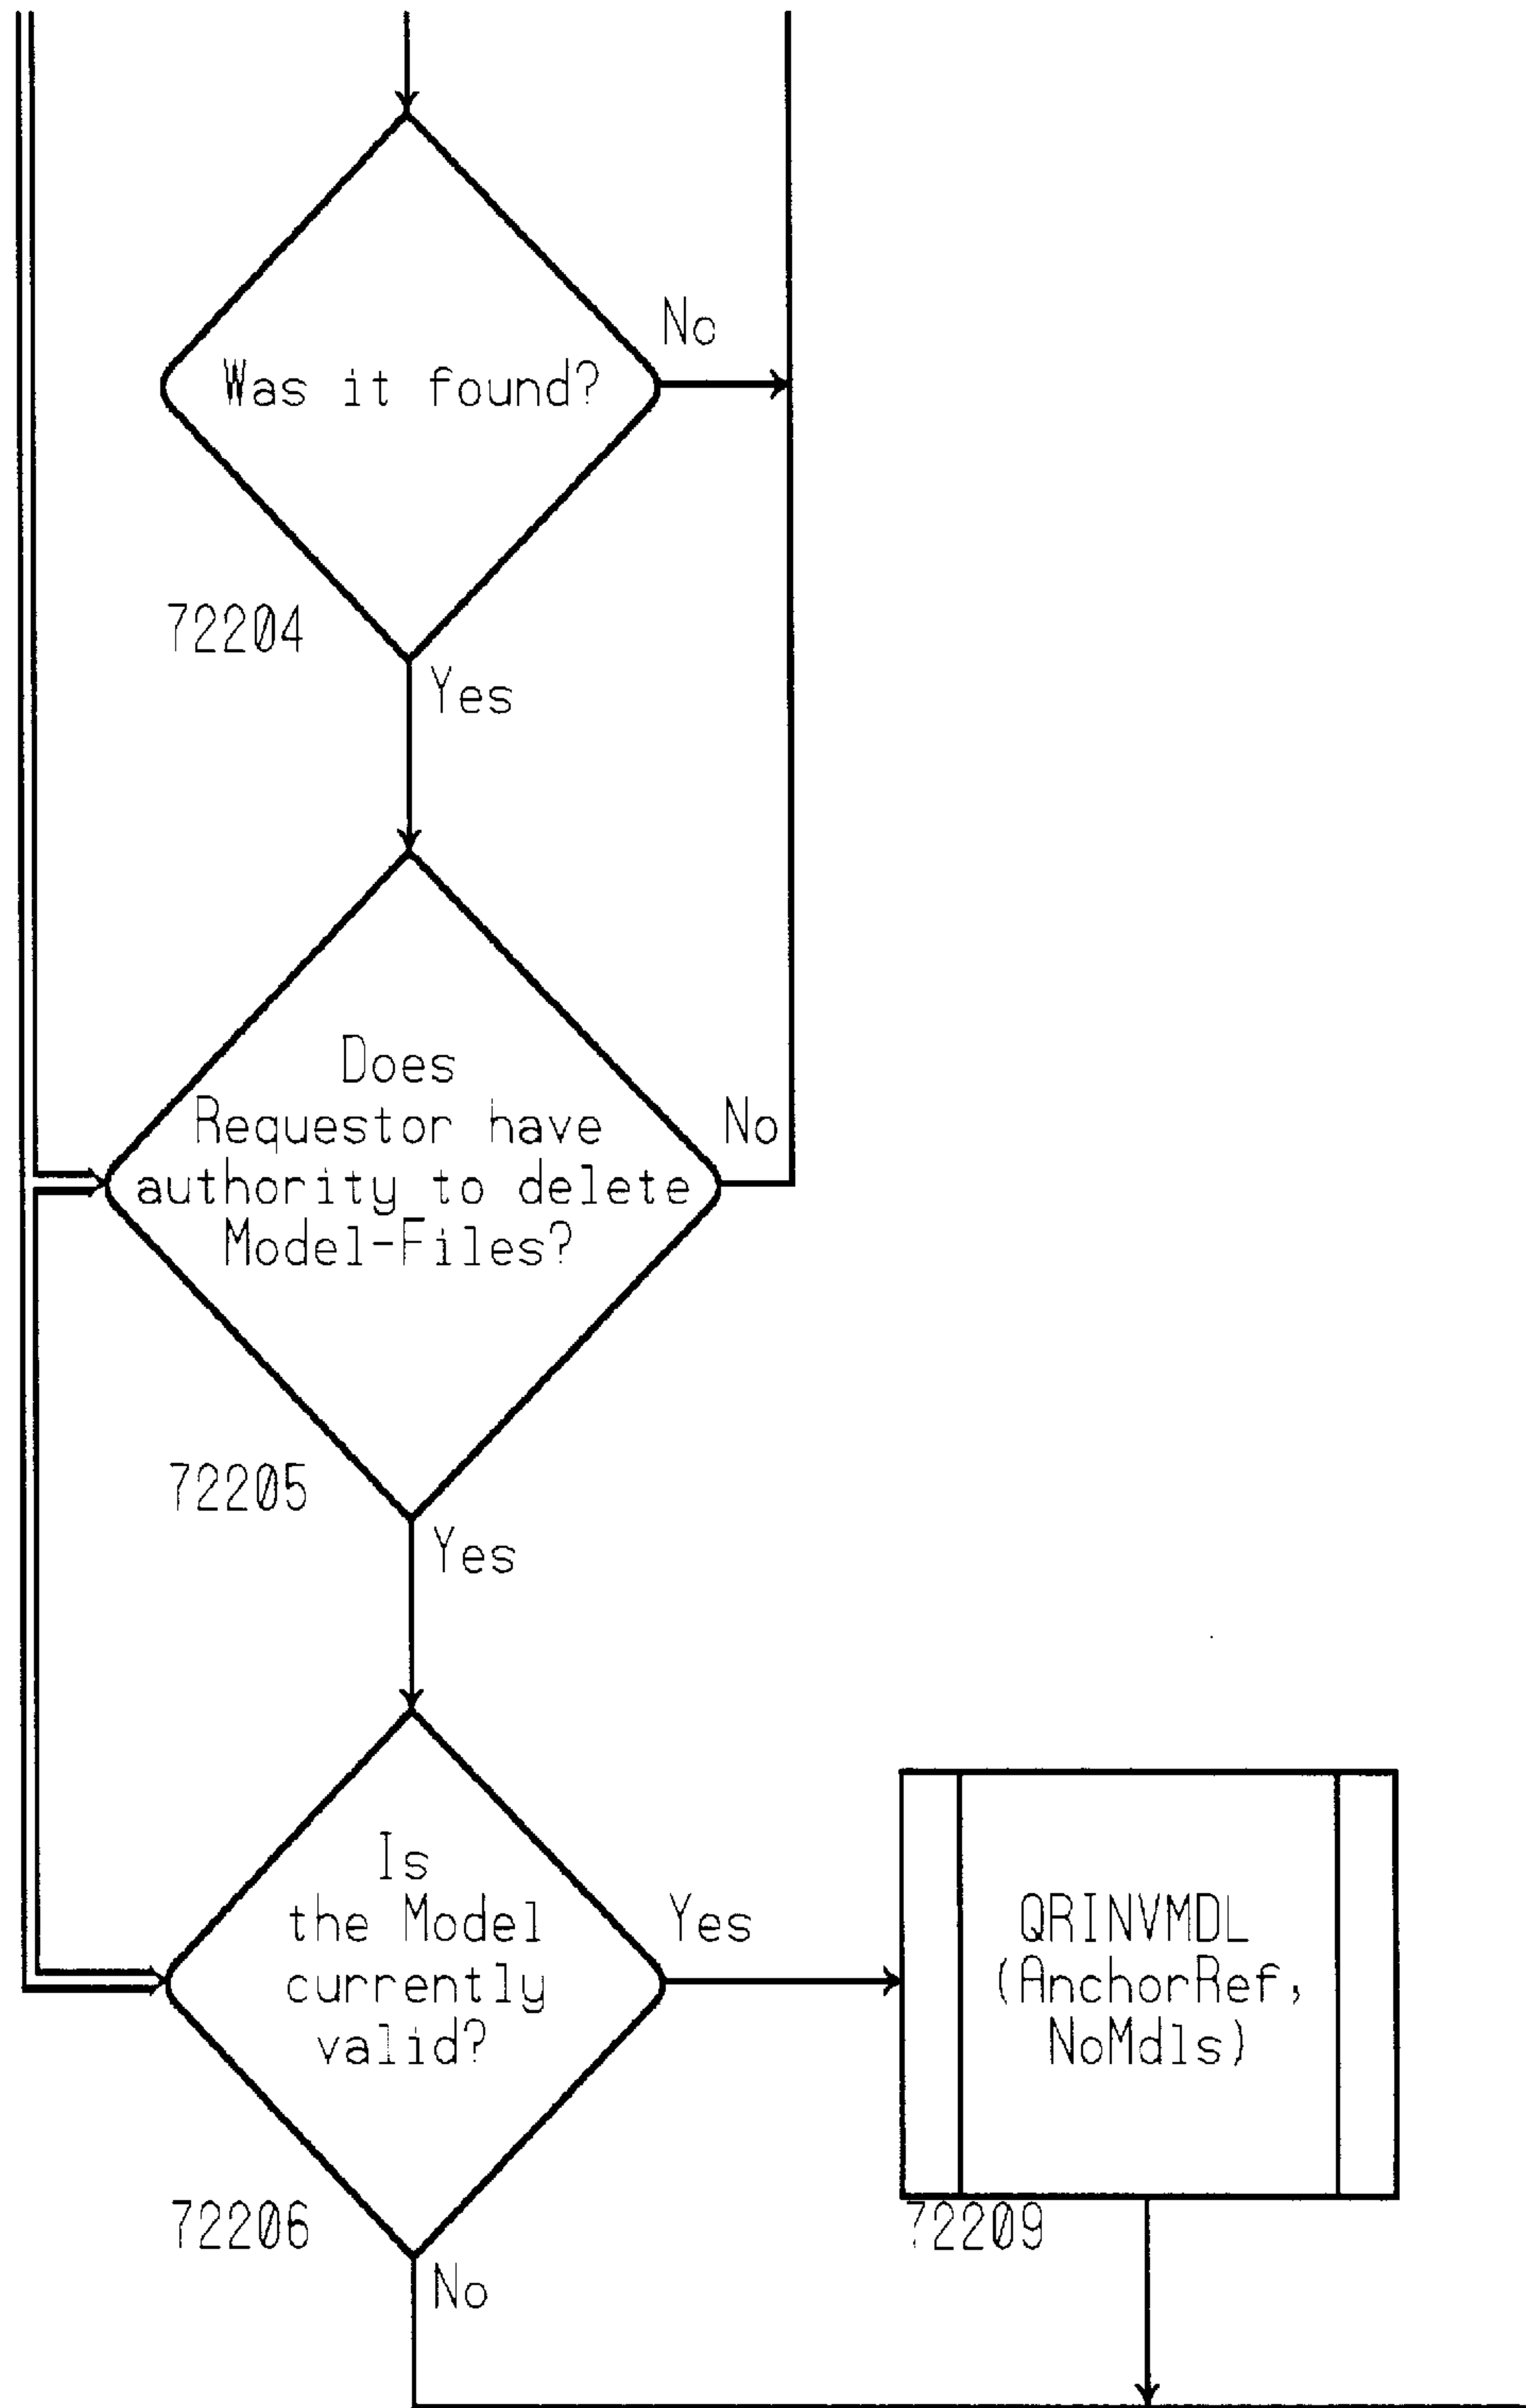 No
Was it found?
72204
Yes
Does
Requestor have
authority to delete
Model-Files?
No
72205
Yes
Is
the Model
currently
valid?
Yes
72206
No
QRINVMDL
(AnchorRef,
NoMdls)
72209